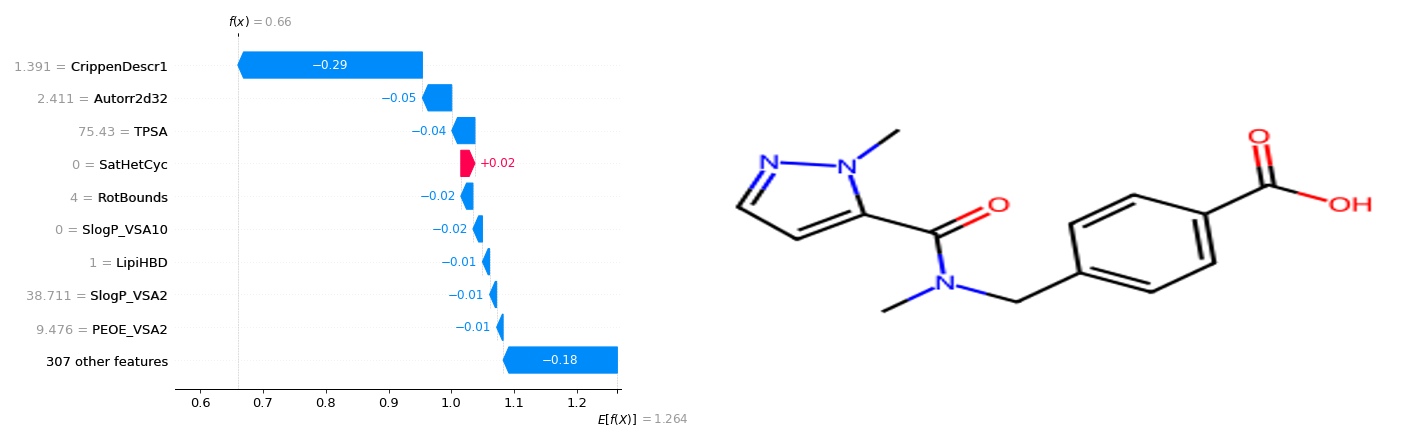 f(x) = 0.66
1.391 = CrippenDescr1
−0.29
2.411 = Autorr2d32
−0.05
75.43 = TPSA
−0.04
0 = SatHetCyc
+0.02
4 = RotBounds
−0.02
0 = SlogP_VSA10
−0.02
1 = LipiHBD
−0.01
38.711 = SlogP_VSA2
−0.01
9.476 = PEOE_VSA2
−0.01
307 other features
−0.18
0.6 0.7 0.8 0.9 1.0 1.1 1.2
E[f(X)] = 1.264
N
N
O
N
O
OH